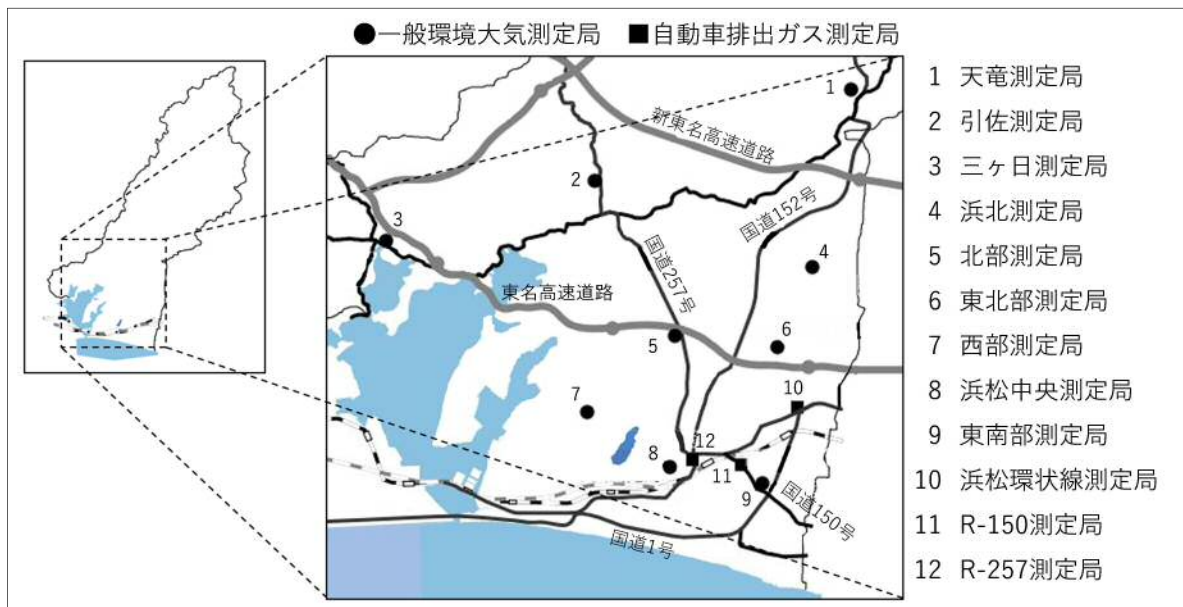 ●一般環境大気測定局 ■自動車排出ガス測定局
1 天竜測定局
2 引佐測定局
3 三ヶ日測定局
4 浜北測定局
5 北部測定局
6 東北部測定局
7 西部測定局
8 浜松中央測定局
9 東南部測定局
10 浜松環状線測定局
11 R-150測定局
12 R-257測定局
1
新東名高速道路
2
国道152号
3
国道257号
4
東名高速道路
5
6
7
10
8
12
11
9
国道150号
国道1号